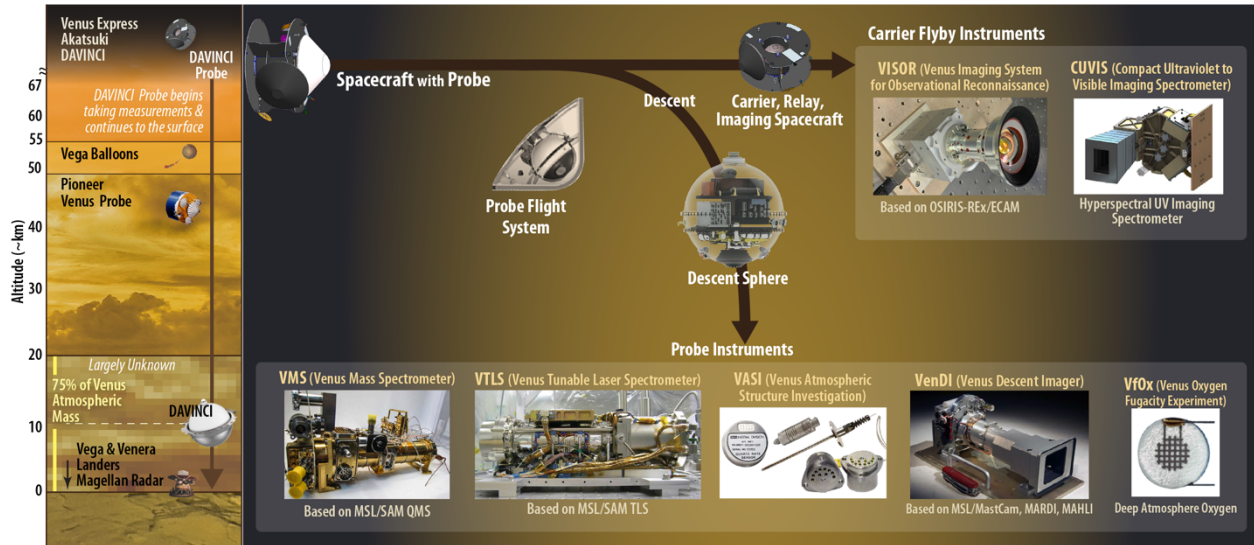 Venus Express
Akatsuki
DAVINCI
DAVINCI
Probe
67
DAVINCI Probe begins
taking measurements &
continues to the surface
60
55
Vega Balloons
50
Pioneer
Venus Probe
40
Altitude (~km)
30
20
Largely Unknown
75% of Venus
Atmospheric
Mass
DAVINCI
10
Vega & Venera
Landers
Magellan Radar
0
Spacecraft with Probe
Descent
Carrier, Relay,
Imaging Spacecraft
Probe Flight
System
Descent Sphere
Carrier Flyby Instruments
VISOR (Venus Imaging System
for Observational Reconnaissance)
Based on OSIRIS-REx/ECAM
CUVIS (Compact Ultraviolet to
Visible Imaging Spectrometer)
Hyperspectral UV Imaging
Spectrometer
Probe Instruments
VMS (Venus Mass Spectrometer)
Based on MSL/SAM QMS
VTLS (Venus Tunable Laser Spectrometer)
Based on MSL/SAM TLS
VASI (Venus Atmospheric
Structure Investigation)
VenDI (Venus Descent Imager)
Based on MSL/MastCam, MARDI, MAHLI
VfOx (Venus Oxygen
Fugacity Experiment)
Deep Atmosphere Oxygen